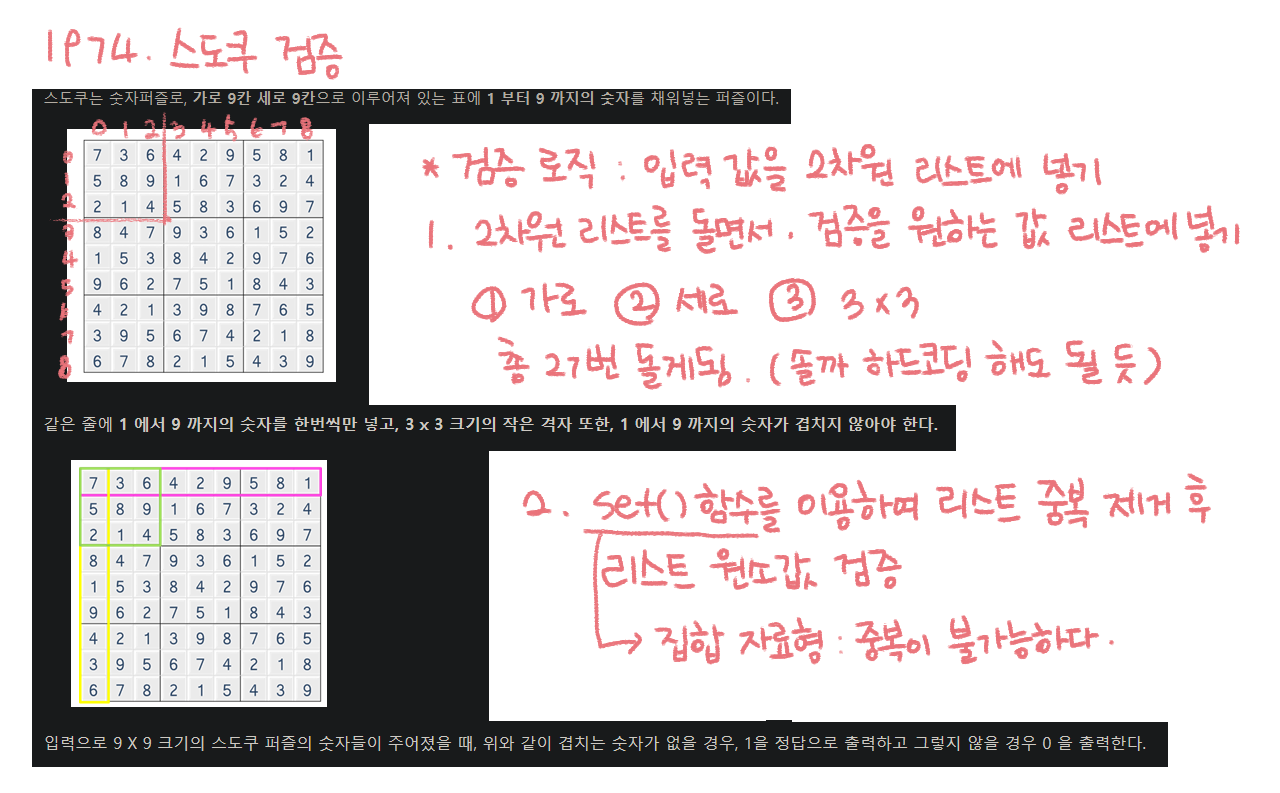 1974. 스도쿠 검증
스도쿠는 숫자퍼즐로, 가로 9칸 세로 9칸으로 이루어져 있는 표에 1 부터 9 까지의 숫자를 채워넣는 퍼즐이다.
0 1 2 3 4 5 6 7 8
0 7 3 6 4 2 9 5 8 1
1 5 8 9 1 6 7 3 2 4
2 2 1 4 5 8 3 6 9 7
3 8 4 7 9 3 6 1 5 2
4 1 5 3 8 4 2 9 7 6
5 9 6 2 7 5 1 8 4 3
6 4 2 1 3 9 8 7 6 5
7 3 9 5 6 7 4 2 1 8
8 6 7 8 2 1 5 4 3 9
* 검증 로직 : 입력 값을 2차원 리스트에 넣기
1. 2차원 리스트를 돌면서, 검증을 원하는 값 리스트에 넣기
① 가로 ② 세로 ③ 3 x 3
총 27번 돌게됨. (솔까 하드코딩 해도 될 듯)
같은 줄에 1 에서 9 까지의 숫자를 한번씩만 넣고, 3 x 3 크기의 작은 격자 또한, 1 에서 9 까지의 숫자가 겹치지 않아야 한다.
7 3 6 4 2 9 5 8 1
5 8 9 1 6 7 3 2 4
2 1 4 5 8 3 6 9 7
8 4 7 9 3 6 1 5 2
1 5 3 8 4 2 9 7 6
9 6 2 7 5 1 8 4 3
4 2 1 3 9 8 7 6 5
3 9 5 6 7 4 2 1 8
6 7 8 2 1 5 4 3 9
2. set() 함수를 이용하여 리스트 중복 제거 후
리스트 원소값 검증
→ 집합 자료형 : 중복이 불가능하다.
입력으로 9 X 9 크기의 스도쿠 퍼즐의 숫자들이 주어졌을 때, 위와 같이 겹치는 숫자가 없을 경우, 1을 정답으로 출력하고 그렇지 않을 경우 0 을 출력한다.